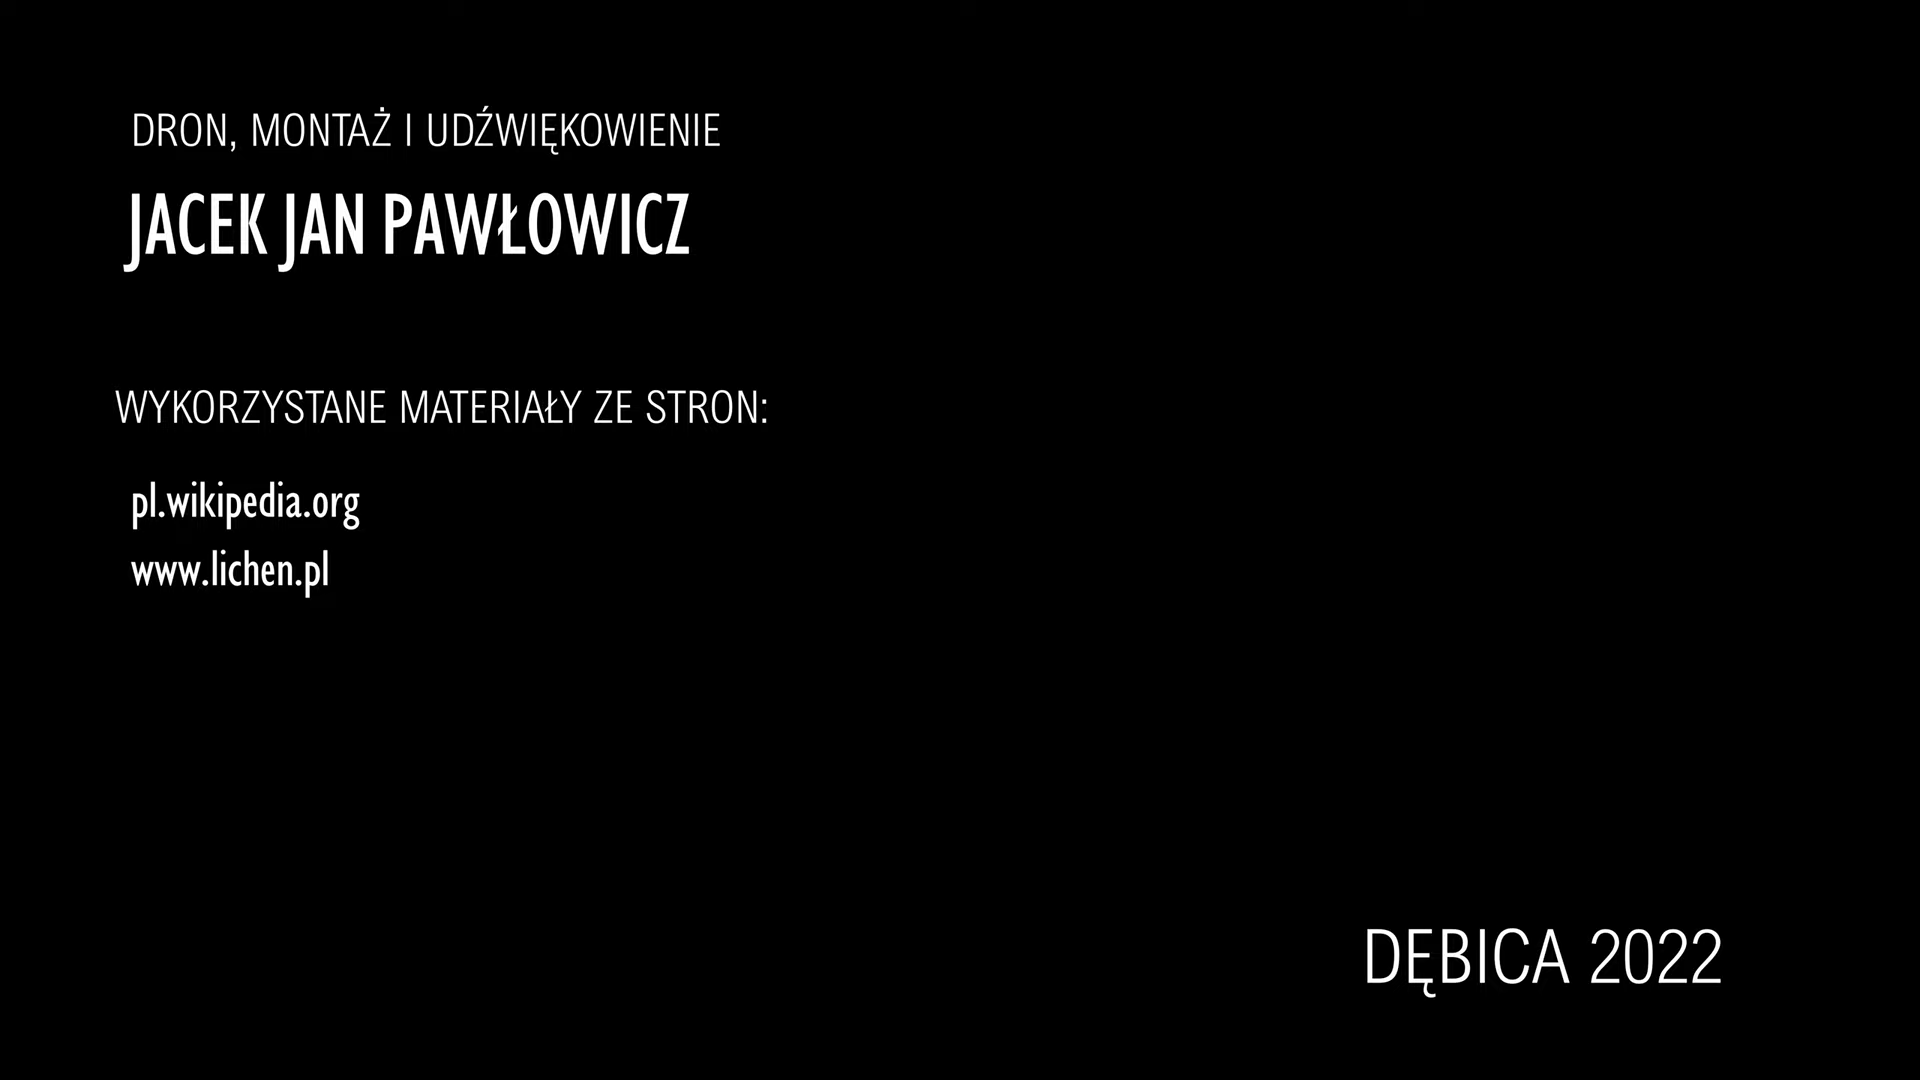 DRON, MONTAŻ I UDŹWIĘKOWIENIE
JACEK JAN PAWŁOWICZ
WYKORZYSTANE MATERIAŁY ZE STRON:
pl.wikipedia.org
www.lichen.pl
DĘBICA 2022